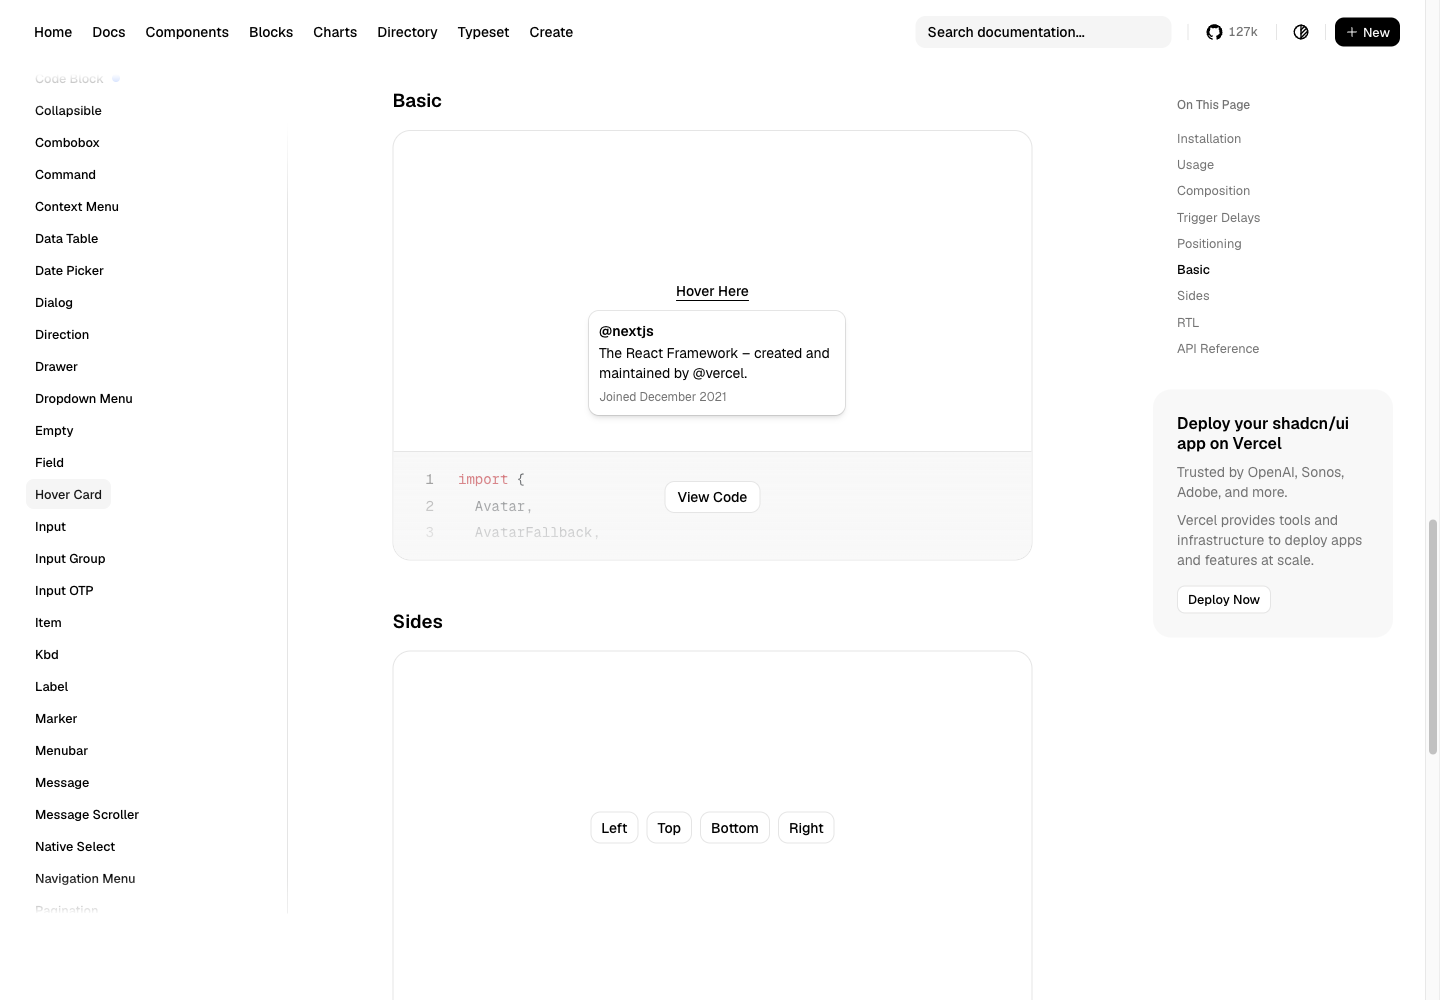 Home Docs Components Blocks Charts Directory Typeset Create
Search documentation...
127k
New
Code Block
Collapsible
Combobox
Command
Context Menu
Data Table
Date Picker
Dialog
Direction
Drawer
Dropdown Menu
Empty
Field
Hover Card
Input
Input Group
Input OTP
Item
Kbd
Label
Marker
Menubar
Message
Message Scroller
Native Select
Navigation Menu
Pagination
Basic
Hover Here
@nextjs
The React Framework – created and
maintained by @vercel.
Joined December 2021
1 import {
2 Avatar,
3 AvatarFallback,
View Code
Sides
Left Top Bottom Right
On This Page
Installation
Usage
Composition
Trigger Delays
Positioning
Basic
Sides
RTL
API Reference
Deploy your shadcn/ui
app on Vercel
Trusted by OpenAI, Sonos,
Adobe, and more.
Vercel provides tools and
infrastructure to deploy apps
and features at scale.
Deploy Now